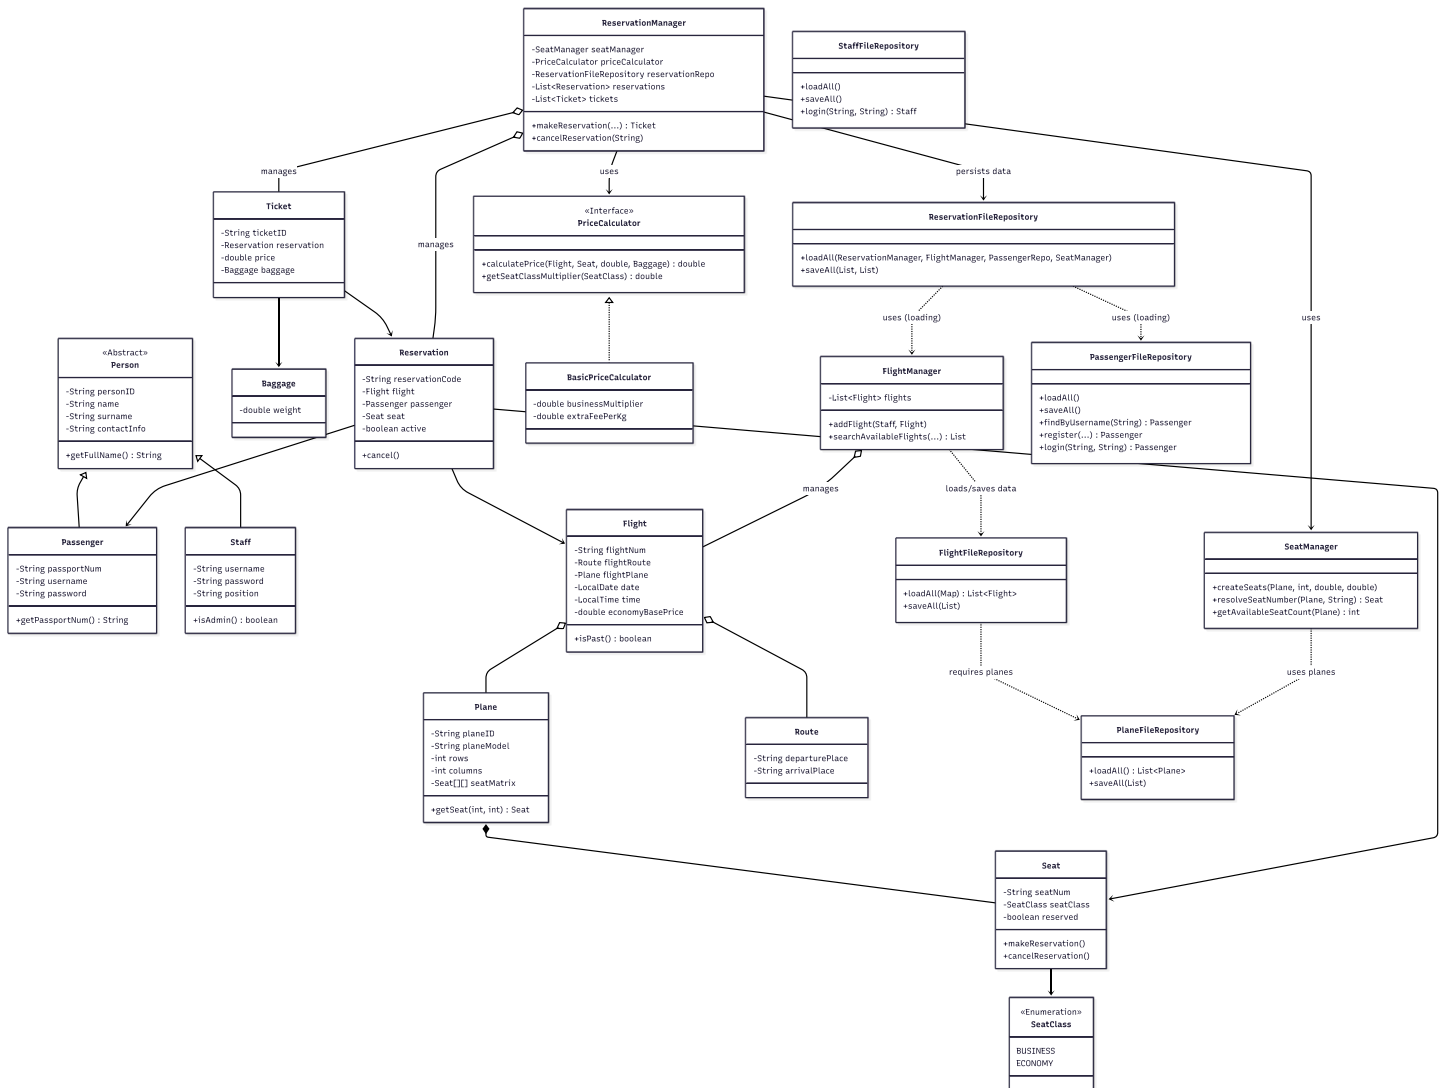 ReservationManager
-SeatManager seatManager
-PriceCalculator priceCalculator
-ReservationFileRepository reservationRepo
-List<Reservation> reservations
-List<Ticket> tickets
+makeReservation(...) : Ticket
+cancelReservation(String)
StaffFileRepository
+loadAll()
+saveAll()
+login(String, String) : Staff
manages
uses
persists data
Ticket
-String ticketID
-Reservation reservation
-double price
-Baggage baggage
manages
«Interface»
PriceCalculator
+calculatePrice(Flight, Seat, double, Baggage) : double
+getSeatClassMultiplier(SeatClass) : double
ReservationFileRepository
+loadAll(ReservationManager, FlightManager, PassengerRepo, SeatManager)
+saveAll(List, List)
uses (loading)
uses (loading)
uses
«Abstract»
Person
-String personID
-String name
-String surname
-String contactInfo
+getFullName() : String
Baggage
-double weight
Reservation
-String reservationCode
-Flight flight
-Passenger passenger
-Seat seat
-boolean active
+cancel()
BasicPriceCalculator
-double businessMultiplier
-double extraFeePerKg
FlightManager
-List<Flight> flights
+addFlight(Staff, Flight)
+searchAvailableFlights(...) : List
PassengerFileRepository
+loadAll()
+saveAll()
+findByUsername(String) : Passenger
+register(...) : Passenger
+login(String, String) : Passenger
manages
loads/saves data
Passenger
-String passportNum
-String username
-String password
+getPassportNum() : String
Staff
-String username
-String password
-String position
+isAdmin() : boolean
Flight
-String flightNum
-Route flightRoute
-Plane flightPlane
-LocalDate date
-LocalTime time
-double economyBasePrice
+isPast() : boolean
FlightFileRepository
+loadAll(Map) : List<Flight>
+saveAll(List)
SeatManager
+createSeats(Plane, int, double, double)
+resolveSeatNumber(Plane, String) : Seat
+getAvailableSeatCount(Plane) : int
requires planes
uses planes
Plane
-String planeID
-String planeModel
-int rows
-int columns
-Seat[][] seatMatrix
+getSeat(int, int) : Seat
Route
-String departurePlace
-String arrivalPlace
PlaneFileRepository
+loadAll() : List<Plane>
+saveAll(List)
Seat
-String seatNum
-SeatClass seatClass
-boolean reserved
+makeReservation()
+cancelReservation()
«Enumeration»
SeatClass
BUSINESS
ECONOMY